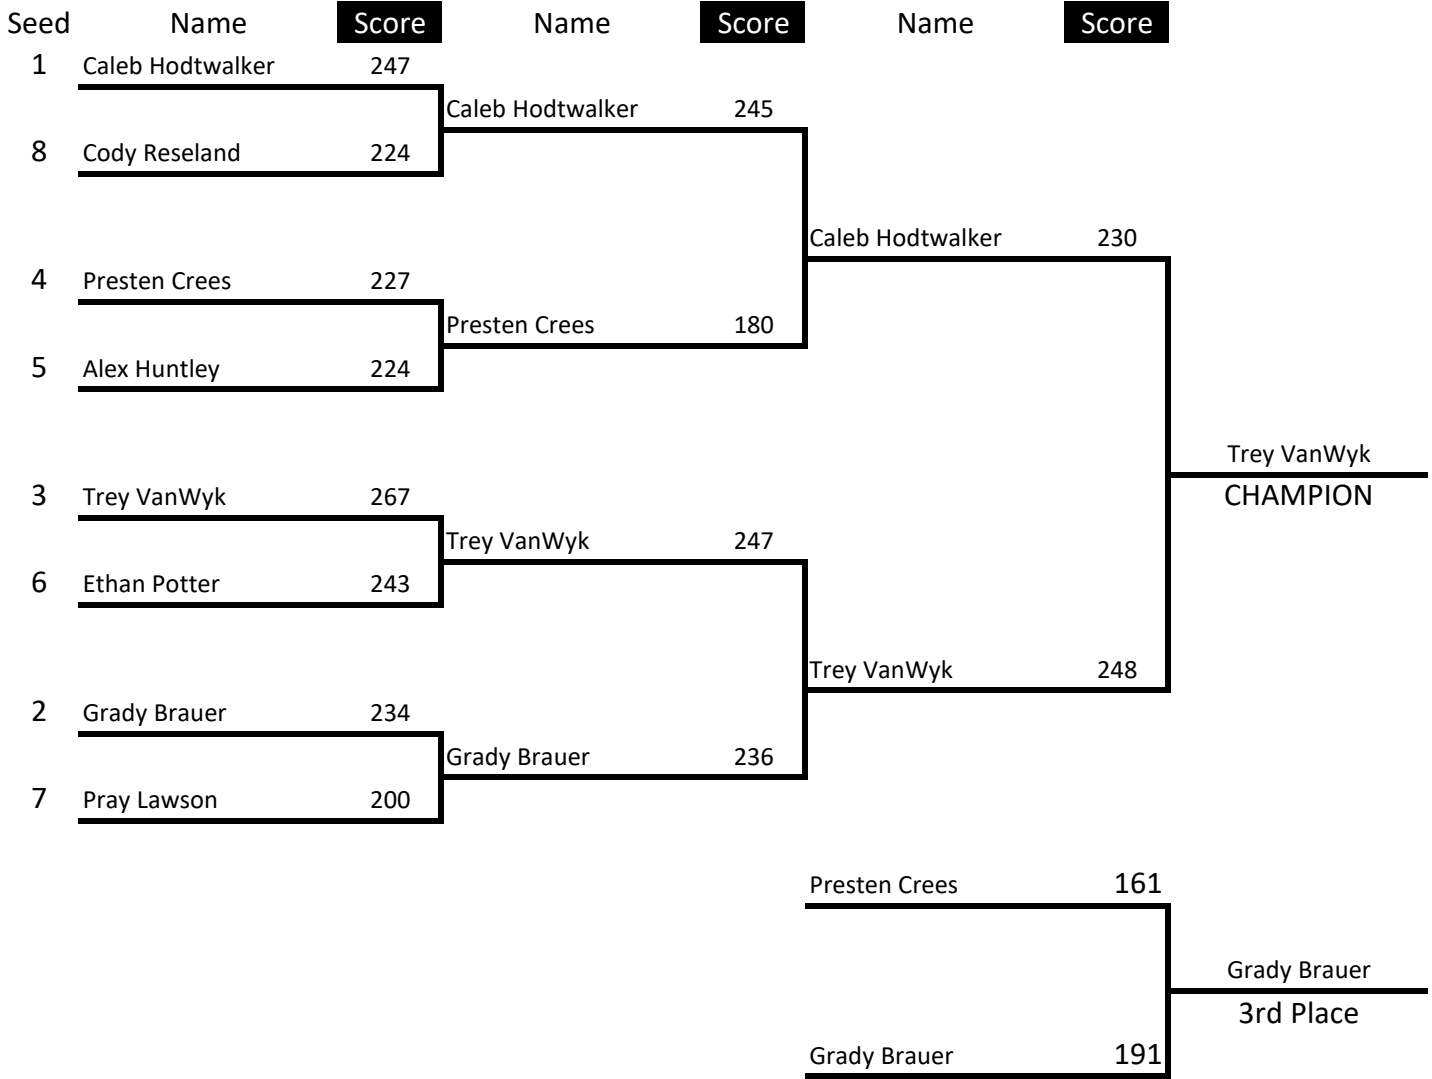 Seed Name Score Name Score Name Score
1 Caleb Hodtwalker 247
Caleb Hodtwalker 245
8 Cody Reseland 224
Caleb Hodtwalker 230
4 Presten Crees 227
Presten Crees 180
5 Alex Huntley 224
Trey VanWyk
3 Trey VanWyk 267
CHAMPION
Trey VanWyk 247
6 Ethan Potter 243
Trey VanWyk 248
2 Grady Brauer 234
Grady Brauer 236
7 Pray Lawson 200
Presten Crees 161
Grady Brauer
3rd Place
Grady Brauer 191